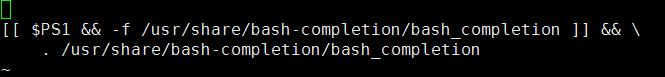 [[ $PS1 && -f /usr/share/bash-completion/bash_completion ]] && \
    . /usr/share/bash-completion/bash_completion
~